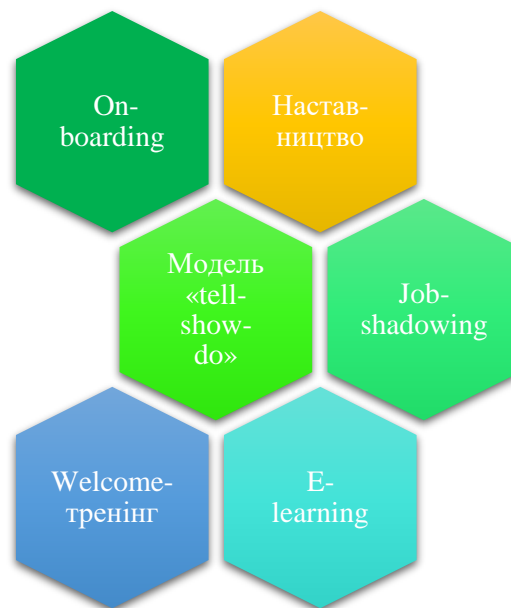 On-
boarding
Настав-
ництво
Модель
«tell-
show-
do»
Job-
shadowing
Welcome-
тренінг
E-
learning